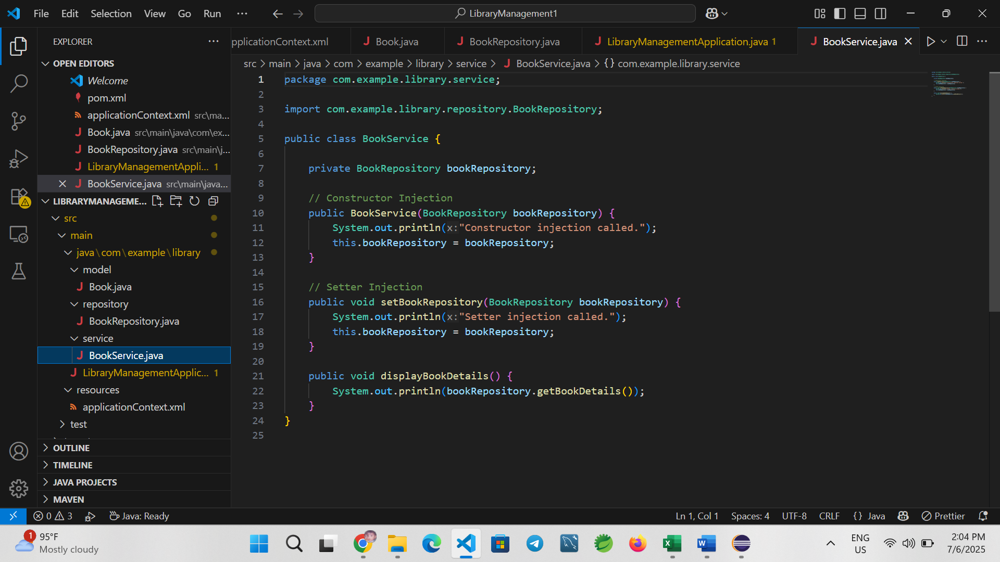 File Edit Selection View Go Run ··· LibraryManagement1
EXPLORER ···
pplicationContext.xml Book.java BookRepository.java LibraryManagementApplication.java 1 BookService.java
src > main > java > com > example > library > service > BookService.java > {} com.example.library.service
OPEN EDITORS
Welcome
pom.xml
applicationContext.xml src\ma...
Book.java src\main\java\com\ex...
BookRepository.java src\main\j...
LibraryManagementAppli... 1
BookService.java src\main\java...
LIBRARYMANAGEME...
src
main
java\com\example\library
model
Book.java
repository
BookRepository.java
service
BookService.java
LibraryManagementApplic... 1
resources
applicationContext.xml
test
OUTLINE
TIMELINE
JAVA PROJECTS
MAVEN
1 package com.example.library.service;
2
3 import com.example.library.repository.BookRepository;
4
5 public class BookService {
6
7 private BookRepository bookRepository;
8
9 // Constructor Injection
10 public BookService(BookRepository bookRepository) {
11 System.out.println(x:"Constructor injection called.");
12 this.bookRepository = bookRepository;
13 }
14
15 // Setter Injection
16 public void setBookRepository(BookRepository bookRepository) {
17 System.out.println(x:"Setter injection called.");
18 this.bookRepository = bookRepository;
19 }
20
21 public void displayBookDetails() {
22 System.out.println(bookRepository.getBookDetails());
23 }
24 }
25
0 3 Java: Ready Ln 1, Col 1 Spaces: 4 UTF-8 CRLF {} Java Prettier
1 95°F
Mostly cloudy
ENG
US
2:04 PM
7/6/2025